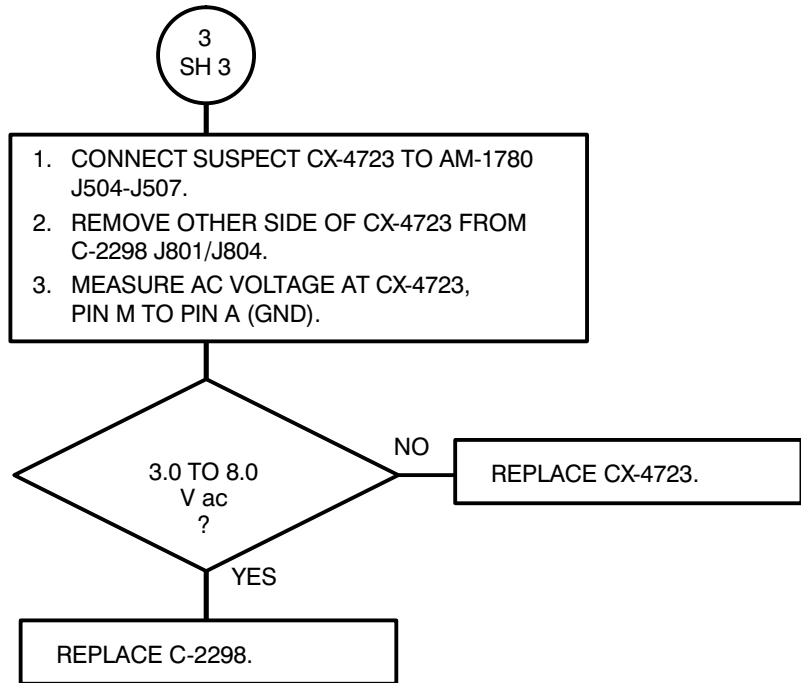 3
SH 3
1. CONNECT SUSPECT CX-4723 TO AM-1780
J504-J507.
2. REMOVE OTHER SIDE OF CX-4723 FROM
C-2298 J801/J804.
3. MEASURE AC VOLTAGE AT CX-4723,
PIN M TO PIN A (GND).
3.0 TO 8.0
V ac
?
NO
REPLACE CX-4723.
YES
REPLACE C-2298.